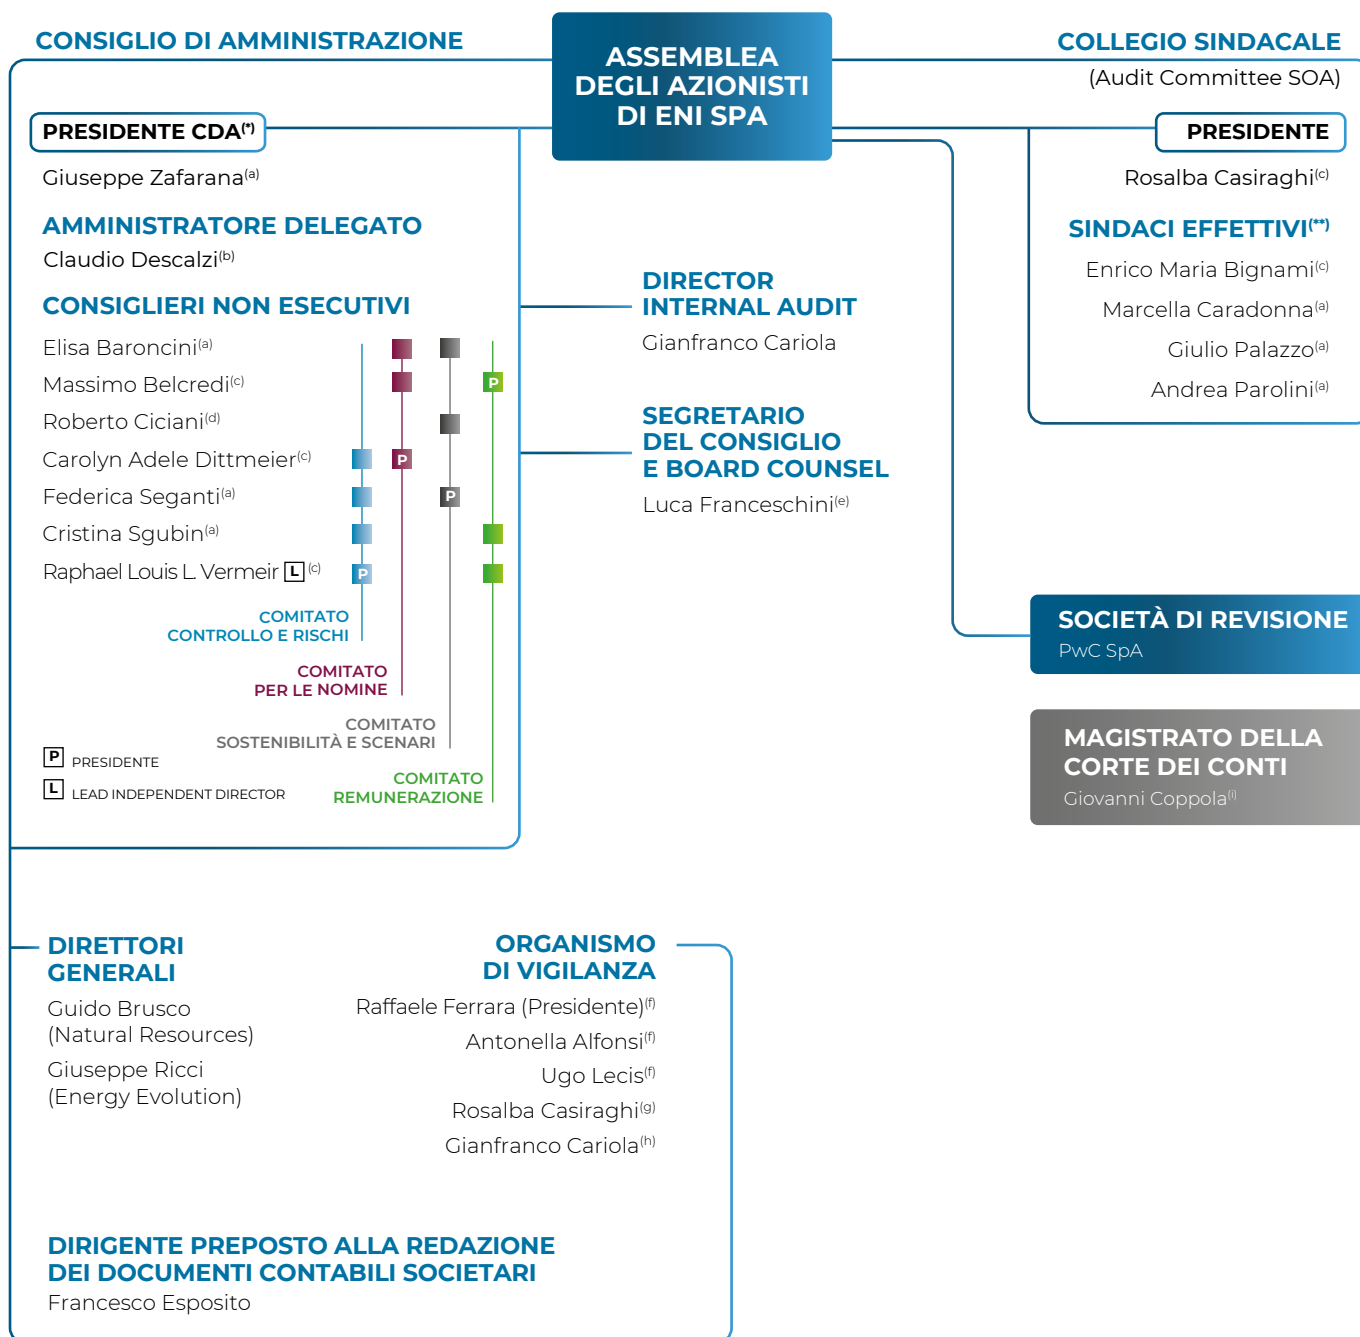 CONSIGLIO DI AMMINISTRAZIONE
PRESIDENTE CDA(*)
Giuseppe Zafarana(a)
AMMINISTRATORE DELEGATO
Claudio Descalzi(b)
CONSIGLIERI NON ESECUTIVI
Elisa Baroncini(a)
Massimo Belcredi(c) P
Roberto Ciciani(d)
Carolyn Adele Dittmeier(c) P
Federica Seganti(a) P
Cristina Sgubin(a)
Raphael Louis L. Vermeir L (c) P
COMITATO
CONTROLLO E RISCHI
COMITATO
PER LE NOMINE
COMITATO
SOSTENIBILITÀ E SCENARI
COMITATO
REMUNERAZIONE
P PRESIDENTE
L LEAD INDEPENDENT DIRECTOR
ASSEMBLEA
DEGLI AZIONISTI
DI ENI SPA
DIRECTOR
INTERNAL AUDIT
Gianfranco Cariola
SEGRETARIO
DEL CONSIGLIO
E BOARD COUNSEL
Luca Franceschini(e)
COLLEGIO SINDACALE
(Audit Committee SOA)
PRESIDENTE
Rosalba Casiraghi(c)
SINDACI EFFETTIVI(**)
Enrico Maria Bignami(c)
Marcella Caradonna(a)
Giulio Palazzo(a)
Andrea Parolini(a)
SOCIETÀ DI REVISIONE
PwC SpA
MAGISTRATO DELLA
CORTE DEI CONTI
Giovanni Coppola(i)
DIRETTORI
GENERALI
Guido Brusco
(Natural Resources)
Giuseppe Ricci
(Energy Evolution)
ORGANISMO
DI VIGILANZA
Raffaele Ferrara (Presidente)(f)
Antonella Alfonsi(f)
Ugo Lecis(f)
Rosalba Casiraghi(g)
Gianfranco Cariola(h)
DIRIGENTE PREPOSTO ALLA REDAZIONE
DEI DOCUMENTI CONTABILI SOCIETARI
Francesco Esposito